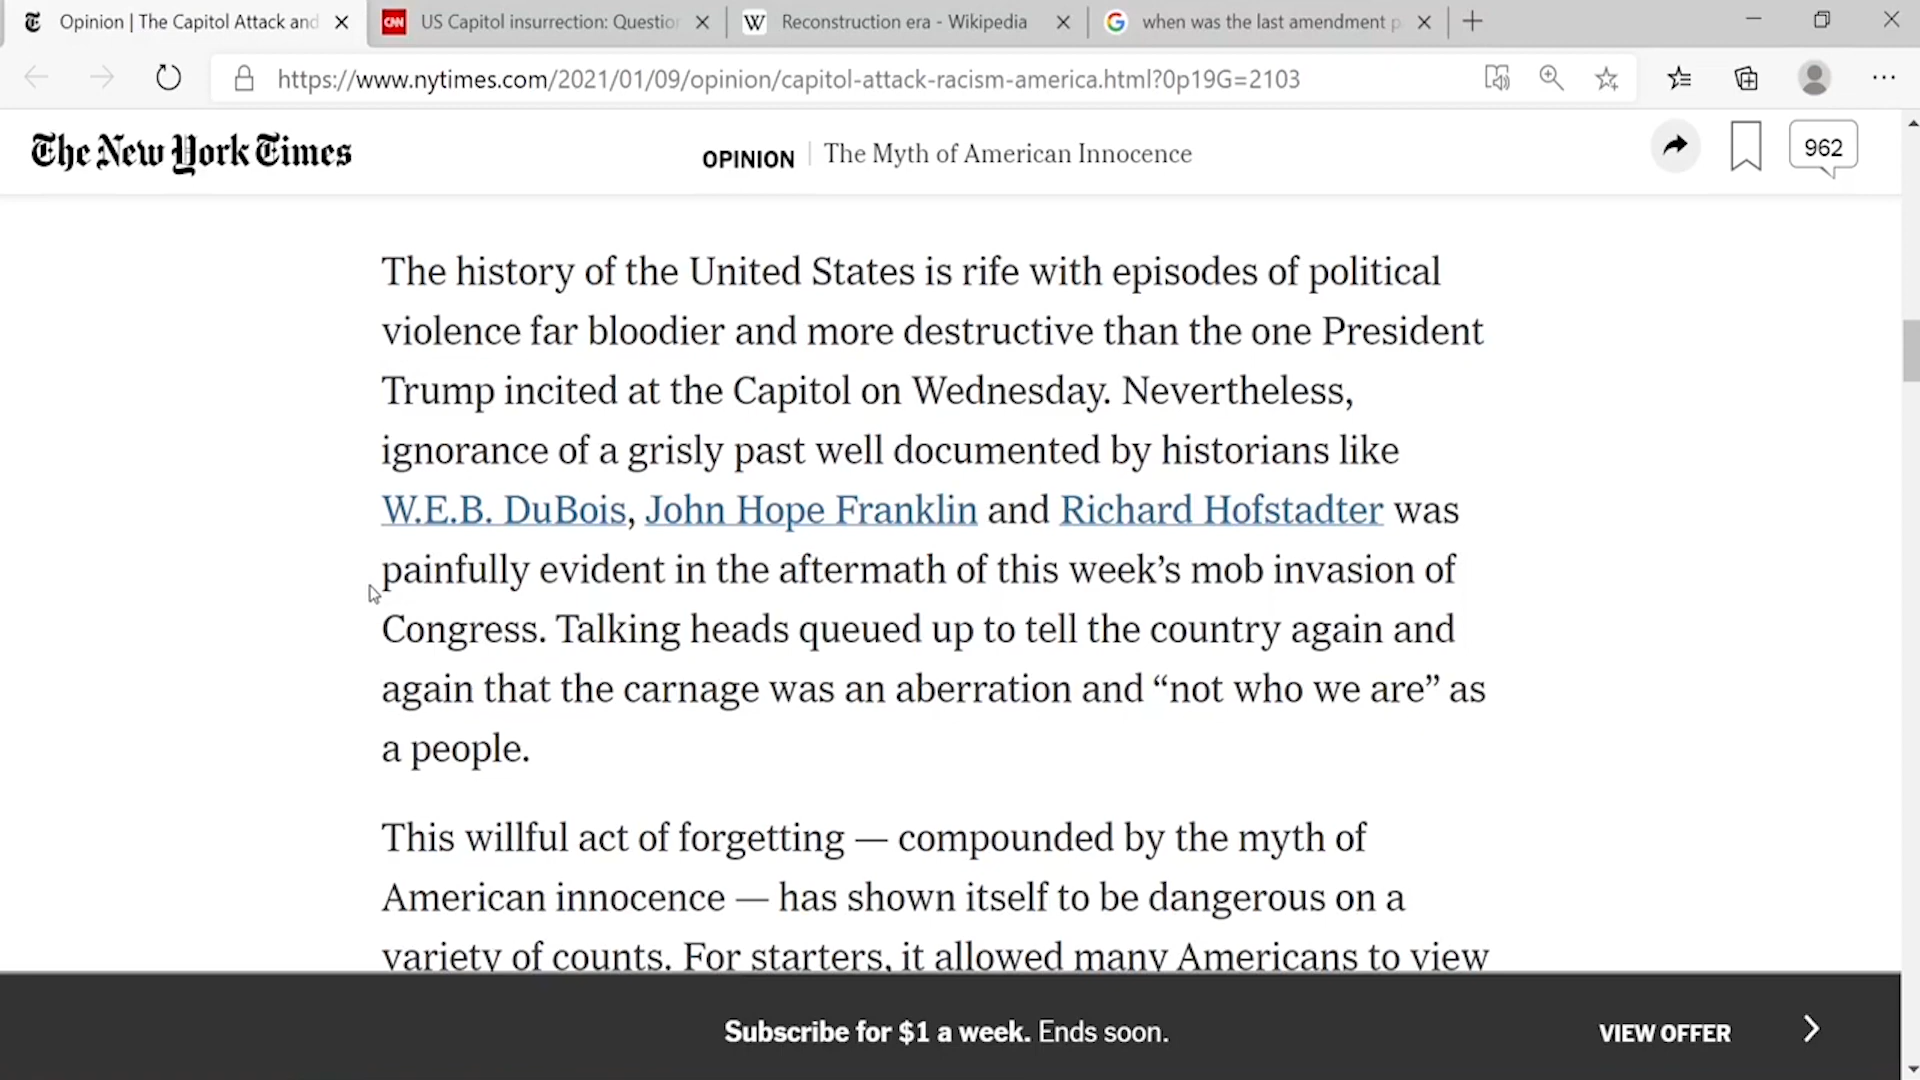 Opinion | The Capitol Attack and
US Capitol insurrection: Question
W Reconstruction era - Wikipedia
when was the last amendment p
CNN
https://www.nytimes.com/2021/01/09/opinion/capitol-attack-racism-america.html?0p19G=2103
The New York Times
OPINION | The Myth of American Innocence
962
The history of the United States is rife with episodes of political
violence far bloodier and more destructive than the one President
Trump incited at the Capitol on Wednesday. Nevertheless,
ignorance of a grisly past well documented by historians like
W.E.B. DuBois, John Hope Franklin and Richard Hofstadter was
painfully evident in the aftermath of this week’s mob invasion of
Congress. Talking heads queued up to tell the country again and
again that the carnage was an aberration and “not who we are” as
a people.
This willful act of forgetting — compounded by the myth of
American innocence — has shown itself to be dangerous on a
variety of counts. For starters, it allowed many Americans to view
Subscribe for $1 a week. Ends soon.
VIEW OFFER